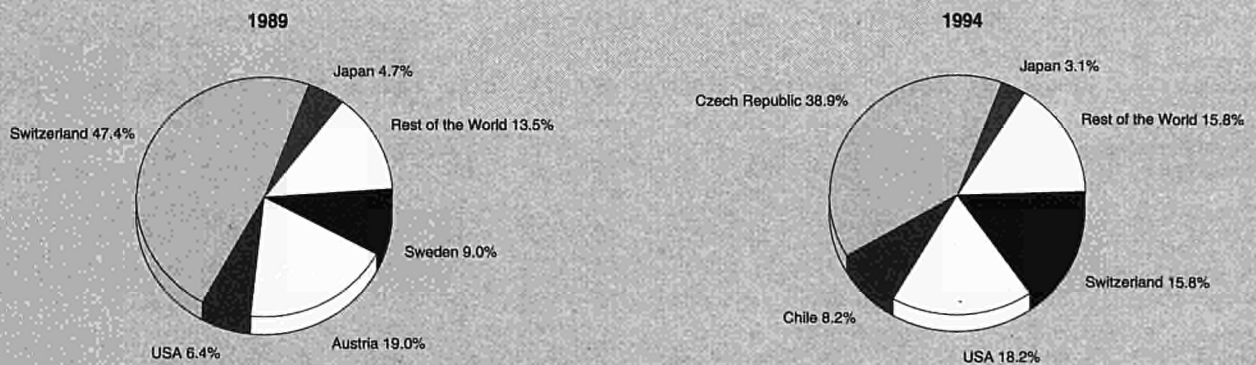 1989
Japan 4.7%
Rest of the World 13.5%
Switzerland 47.4%
Sweden 9.0%
Austria 19.0%
USA 6.4%
1994
Japan 3.1%
Czech Republic 38.9%
Rest of the World 15.8%
Switzerland 15.8%
Chile 8.2%
USA 18.2%